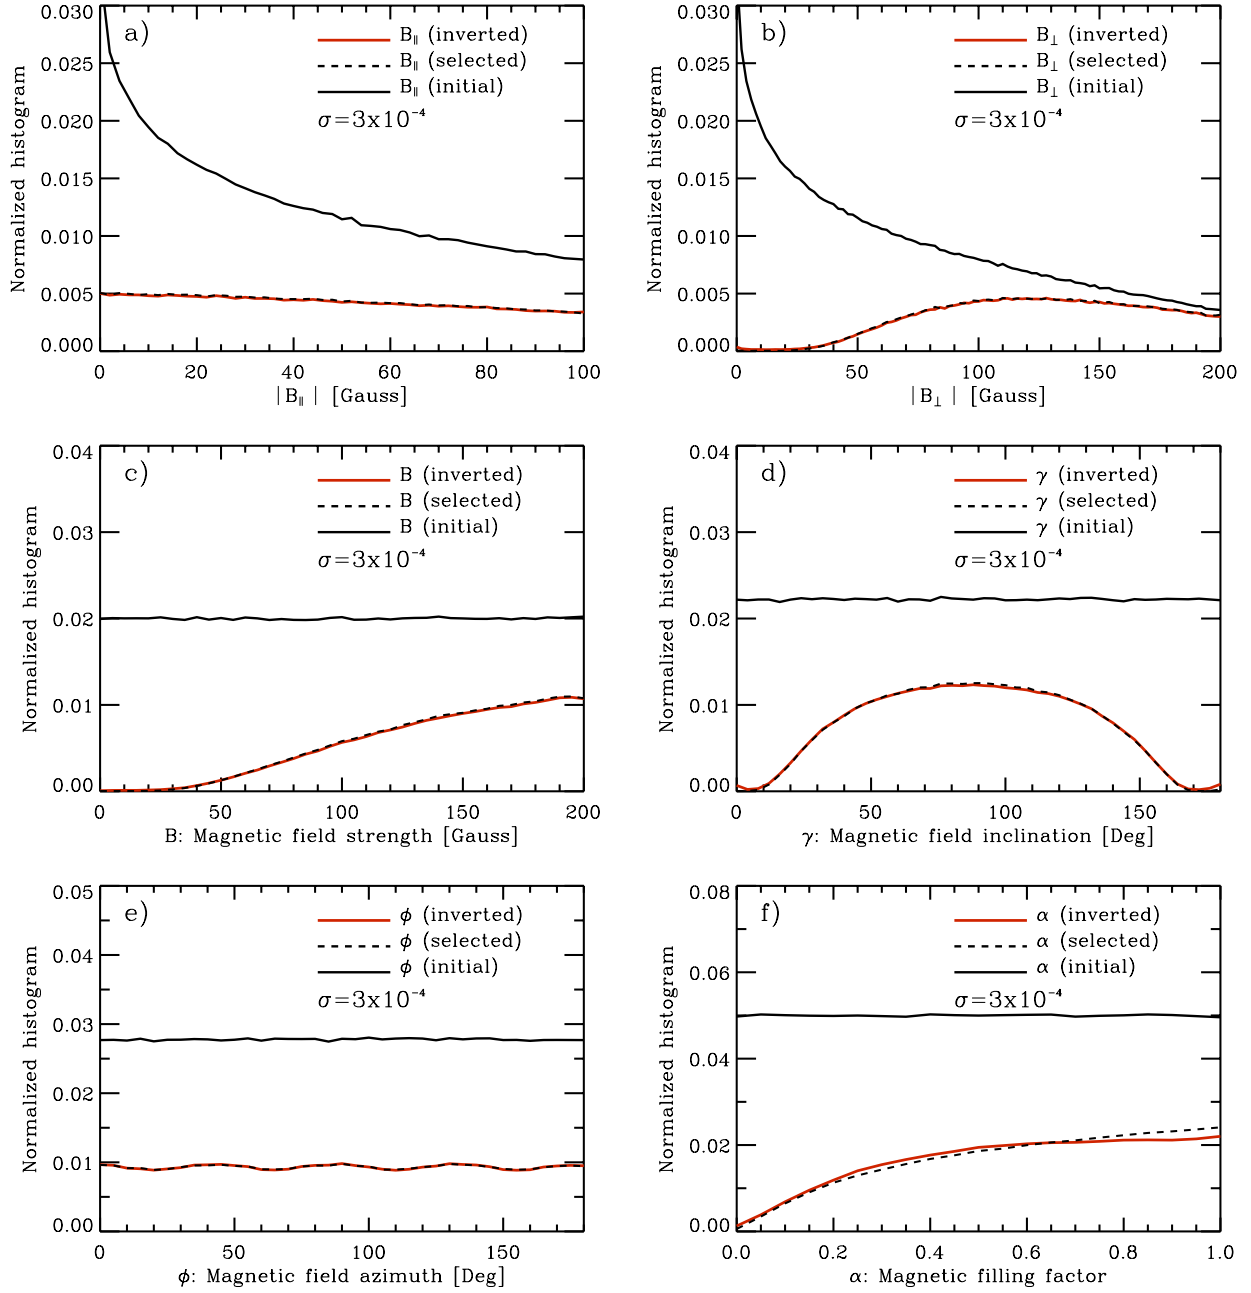 a)
B∥ (inverted)
B∥ (selected)
B∥ (initial)
σ=3x10⁻⁴
Normalized histogram
0.030
0.025
0.020
0.015
0.010
0.005
0.000
0 20 40 60 80 100
|B∥| [Gauss]
b)
B⊥ (inverted)
B⊥ (selected)
B⊥ (initial)
σ=3x10⁻⁴
Normalized histogram
0.030
0.025
0.020
0.015
0.010
0.005
0.000
0 50 100 150 200
|B⊥| [Gauss]
c)
B (inverted)
B (selected)
B (initial)
σ=3x10⁻⁴
Normalized histogram
0.04
0.03
0.02
0.01
0.00
0 50 100 150 200
B: Magnetic field strength [Gauss]
d)
γ (inverted)
γ (selected)
γ (initial)
σ=3x10⁻⁴
Normalized histogram
0.04
0.03
0.02
0.01
0.00
0 50 100 150
γ: Magnetic field inclination [Deg]
e)
ϕ (inverted)
ϕ (selected)
ϕ (initial)
σ=3x10⁻⁴
Normalized histogram
0.05
0.04
0.03
0.02
0.01
0.00
0 50 100 150
ϕ: Magnetic field azimuth [Deg]
f)
α (inverted)
α (selected)
α (initial)
σ=3x10⁻⁴
Normalized histogram
0.08
0.06
0.04
0.02
0.00
0.0 0.2 0.4 0.6 0.8 1.0
α: Magnetic filling factor